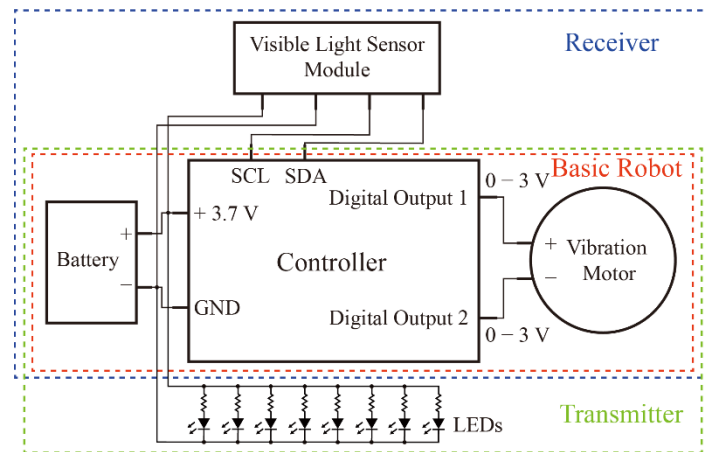 Visible Light Sensor
Module
Receiver
Basic Robot
SCL SDA
0 – 3 V
Digital Output 1
+ 3.7 V
+
Battery
–
Controller
+
Vibration
Motor
–
GND
Digital Output 2
0 – 3 V
Transmitter
LEDs